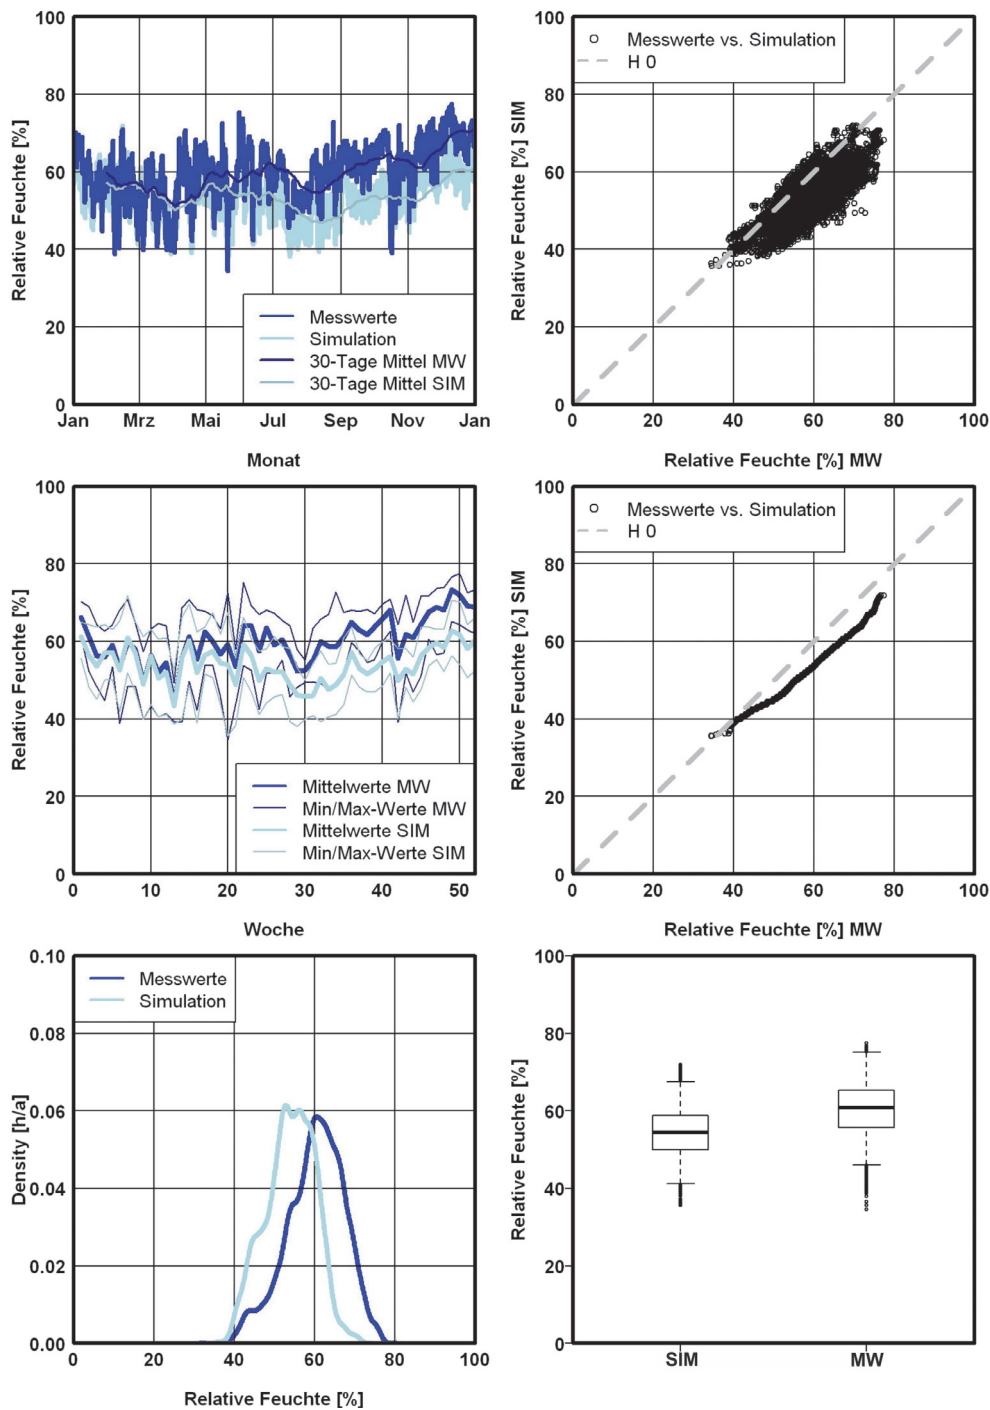 100
80
60
40
20
0
Relative Feuchte [%]
Messwerte
Simulation
30-Tage Mittel MW
30-Tage Mittel SIM
Jan Mrz Mai Jul Sep Nov Jan
Monat
100
80
60
40
20
0
Relative Feuchte [%] SIM
Messwerte vs. Simulation
H 0
0 20 40 60 80 100
Relative Feuchte [%] MW
100
80
60
40
20
0
Relative Feuchte [%]
Mittelwerte MW
Min/Max-Werte MW
Mittelwerte SIM
Min/Max-Werte SIM
0 10 20 30 40 50
Woche
100
80
60
40
20
0
Relative Feuchte [%] SIM
Messwerte vs. Simulation
H 0
0 20 40 60 80 100
Relative Feuchte [%] MW
0.10
0.08
0.06
0.04
0.02
0.00
Density [h/a]
Messwerte
Simulation
0 20 40 60 80 100
Relative Feuchte [%]
100
80
60
40
20
0
Relative Feuchte [%]
SIM MW